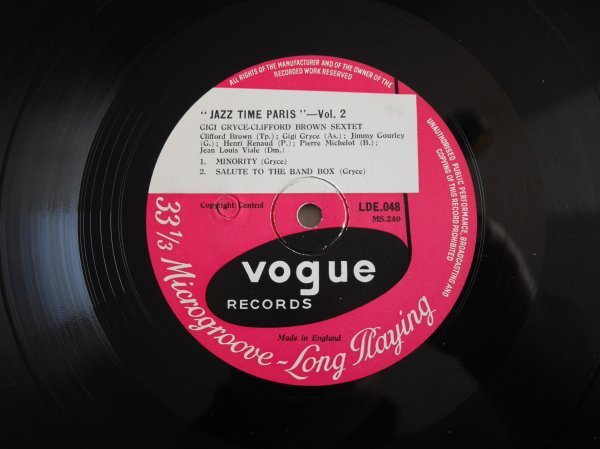 ALL RIGHTS OF THE MANUFACTURER AND OF THE OWNER OF THE
RECORDED WORK RESERVED
UNAUTHORISED PUBLIC PERFORMANCE, BROADCASTING AND
COPYING OF THIS RECORD PROHIBITED
"JAZZ TIME PARIS"—Vol. 2
GIGI GRYCE-CLIFFORD BROWN SEXTET
Clifford Brown (Tp.); Gigi Gryce (As.); Jimmy Gourley
(G.); Henri Renaud (P.); Pierre Michelot (B.);
Jean Louis Viale (Dm.)
1. MINORITY (Gryce)
2. SALUTE TO THE BAND BOX (Gryce)
Copyright Control
LDE.048
MS.240
vogue
RECORDS
Made in England
33 1/3 Microgroove ~ Long Playing